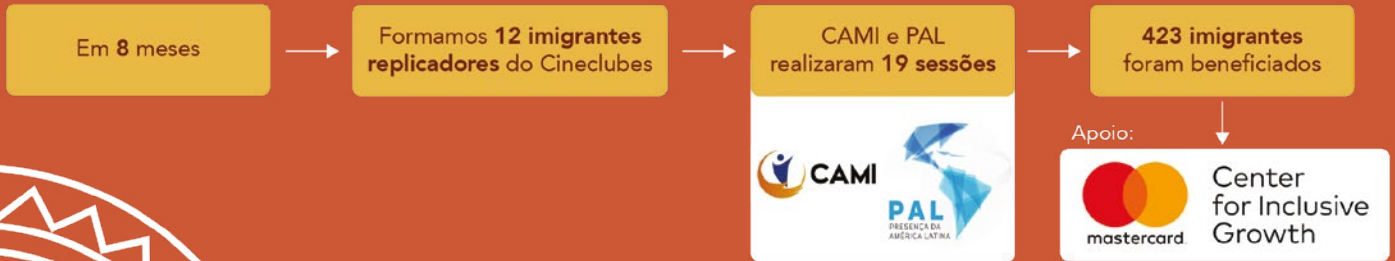 Em 8 meses
Formamos 12 imigrantes
replicadores do Cineclubes
CAMI e PAL
realizaram 19 sessões
423 imigrantes
foram beneficiados
CAMI
PAL
PRESENÇA DA
AMÉRICA LATINA
Apoio:
mastercard.
Center
for Inclusive
Growth